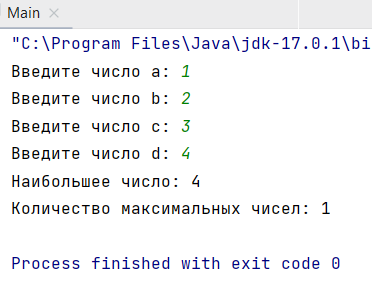 Main
"C:\Program Files\Java\jdk-17.0.1\bi
Введите число a: 1
Введите число b: 2
Введите число c: 3
Введите число d: 4
Наибольшее число: 4
Количество максимальных чисел: 1
Process finished with exit code 0